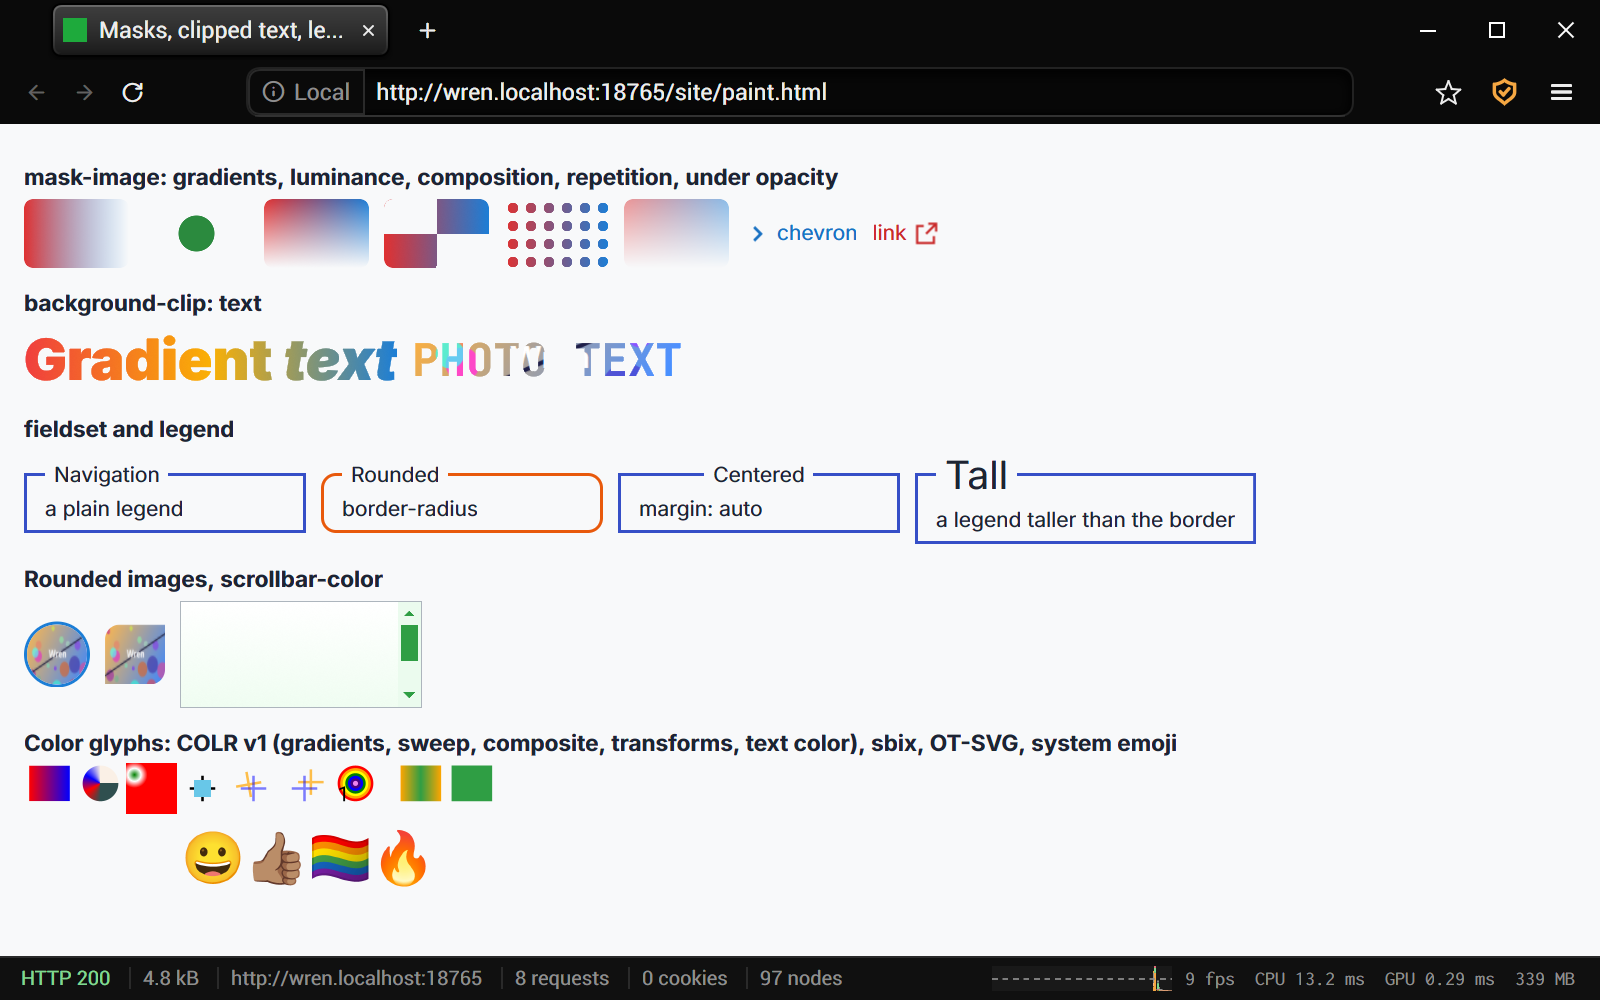 Masks, clipped text, le...
Local http://wren.localhost:18765/site/paint.html
mask-image: gradients, luminance, composition, repetition, under opacity
chevron link
background-clip: text
Gradient text PHOTO TEXT
fieldset and legend
Navigation
a plain legend
Rounded
border-radius
Centered
margin: auto
Tall
a legend taller than the border
Rounded images, scrollbar-color
Wren
Wren
Color glyphs: COLR v1 (gradients, sweep, composite, transforms, text color), sbix, OT-SVG, system emoji
HTTP 200 4.8 kB http://wren.localhost:18765 8 requests 0 cookies 97 nodes 9 fps CPU 13.2 ms GPU 0.29 ms 339 MB